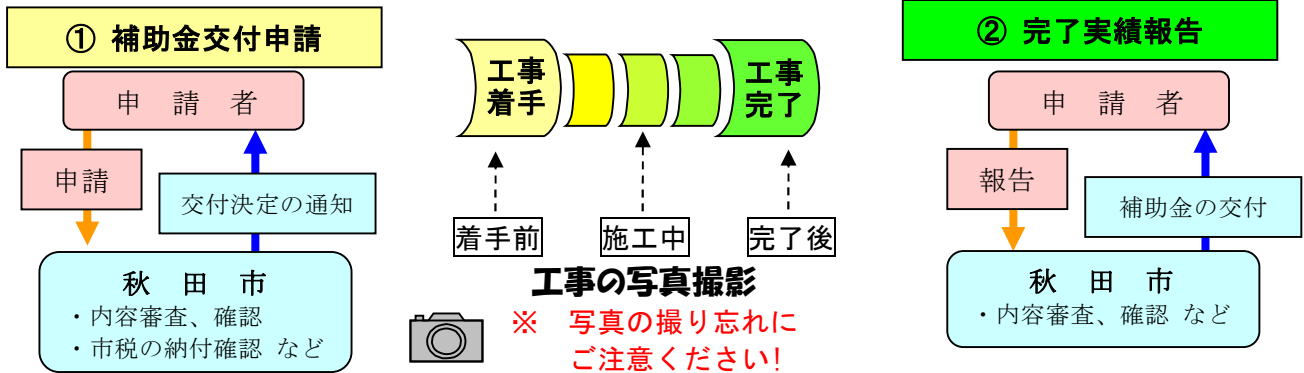 ① 補助金交付申請
申 請 者
申請
交付決定の通知
秋 田 市
・内容審査、確認
・市税の納付確認 など
工事
着手
工事
完了
着手前
施工中
完了後
工事の写真撮影
※ 写真の撮り忘れに
ご注意ください!
② 完了実績報告
申 請 者
報告
補助金の交付
秋 田 市
・内容審査、確認 など